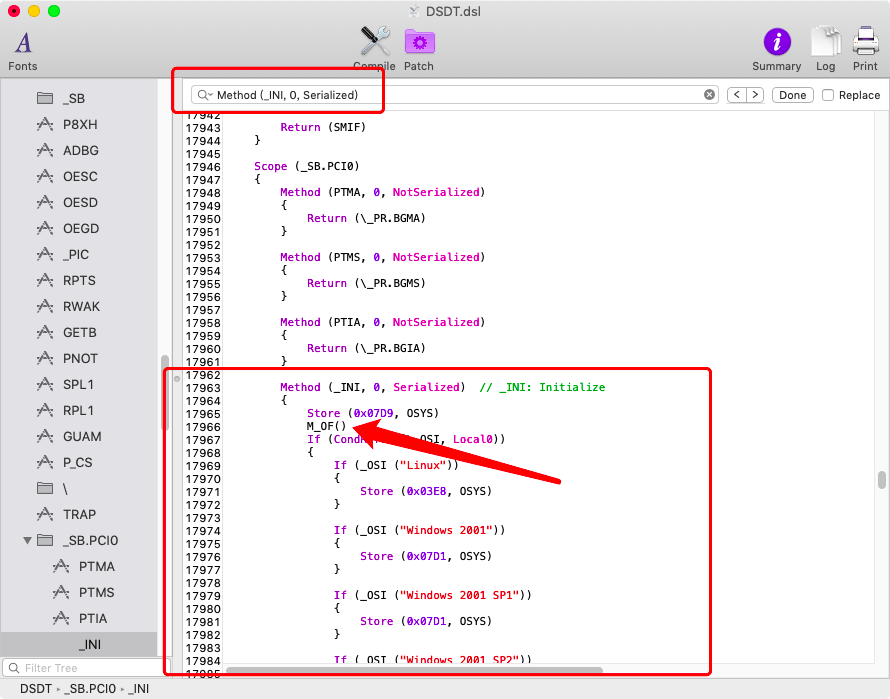 DSDT.dsl
Fonts
Compile
Patch
Summary
Log
Print
Method (_INI, 0, Serialized)
Done
Replace
_SB
P8XH
ADBG
OESC
OESD
OEGD
_PIC
RPTS
RWAK
GETB
PNOT
SPL1
RPL1
GUAM
P_CS
\
TRAP
_SB.PCI0
PTMA
PTMS
PTIA
_INI
Filter Tree
17942
17943 Return (SMIF)
17944 }
17945
17946 Scope (_SB.PCI0)
17947 {
17948 Method (PTMA, 0, NotSerialized)
17949 {
17950 Return (\_PR.BGMA)
17951 }
17952
17953 Method (PTMS, 0, NotSerialized)
17954 {
17955 Return (\_PR.BGMS)
17956 }
17957
17958 Method (PTIA, 0, NotSerialized)
17959 {
17960 Return (\_PR.BGIA)
17961 }
17962
17963 Method (_INI, 0, Serialized) // _INI: Initialize
17964 {
17965 Store (0x07D9, OSYS)
17966 M_OF()
17967 If (Cond OSI, Local0))
17968 {
17969 If (_OSI ("Linux"))
17970 {
17971 Store (0x03E8, OSYS)
17972 }
17973
17974 If (_OSI ("Windows 2001"))
17975 {
17976 Store (0x07D1, OSYS)
17977 }
17978
17979 If (_OSI ("Windows 2001 SP1"))
17980 {
17981 Store (0x07D1, OSYS)
17982 }
17983
17984 If (_OSI ("Windows 2001 SP2"))
17985
DSDT › _SB.PCI0 › _INI